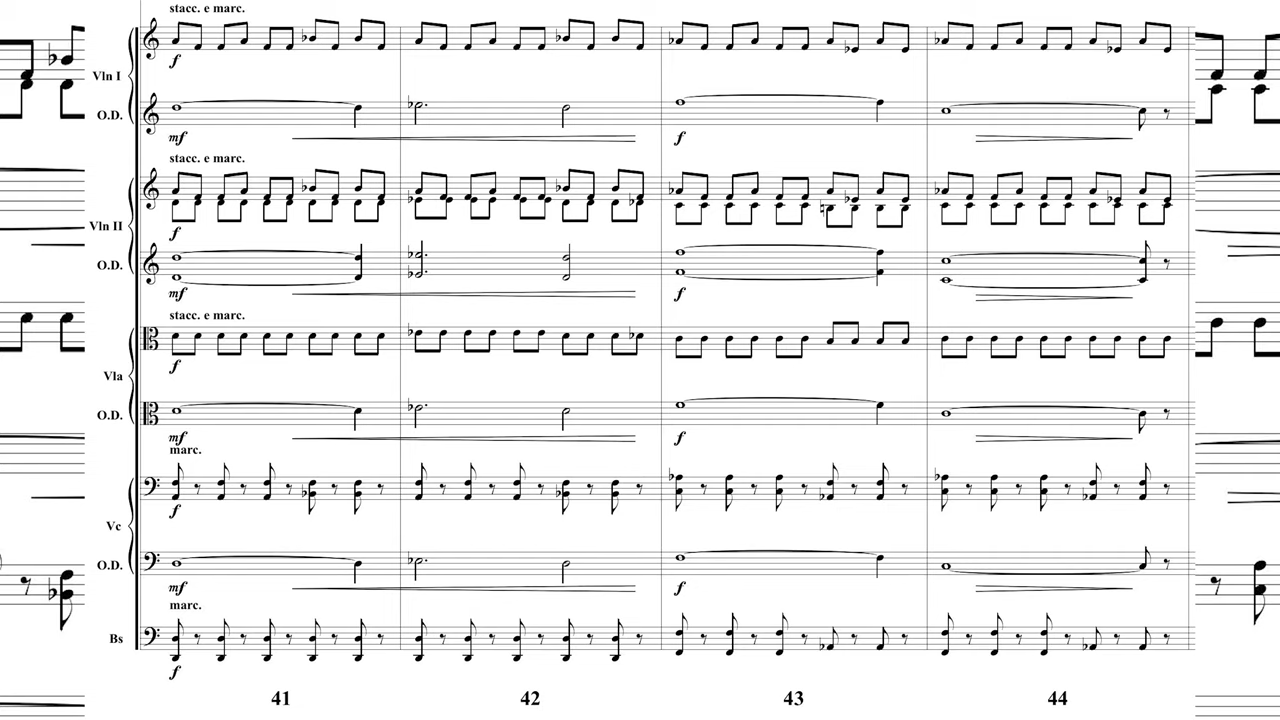 stacc. e marc.
Vln I
f
O.D.
mf
f
stacc. e marc.
Vln II
f
O.D.
mf
f
stacc. e marc.
f
Vla
O.D.
mf
f
marc.
f
Vc
O.D.
mf
f
marc.
Bs
f
41 42 43 44